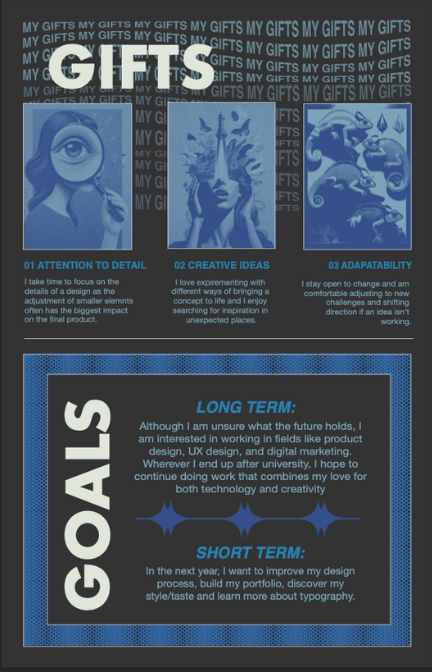 MY GIFTS MY GIFTS MY GIFTS MY GIFTS MY GIFTS MY GIFTS MY GIFTS
GIFTS
01 ATTENTION TO DETAIL
I take time to focus on the
details of a design as the
adjustment of smaller elemnts
often has the biggest impact
on the final product.
02 CREATIVE IDEAS
I love expirementing with
different ways of bringing a
concept to life and I enjoy
searching for inspiration in
unexpected places.
03 ADAPATABILITY
I stay open to change and am
comfortable adjusting to new
challenges and shifting
direction if an idea isn't
working.
GOALS
LONG TERM:
Although I am unsure what the future holds, I
am interested in working in fields like product
design, UX design, and digital marketing.
Wherever I end up after university, I hope to
continue doing work that combines my love for
both technology and creativity
SHORT TERM:
In the next year, I want to improve my design
process, build my portfolio, discover my
style/taste and learn more about typography.